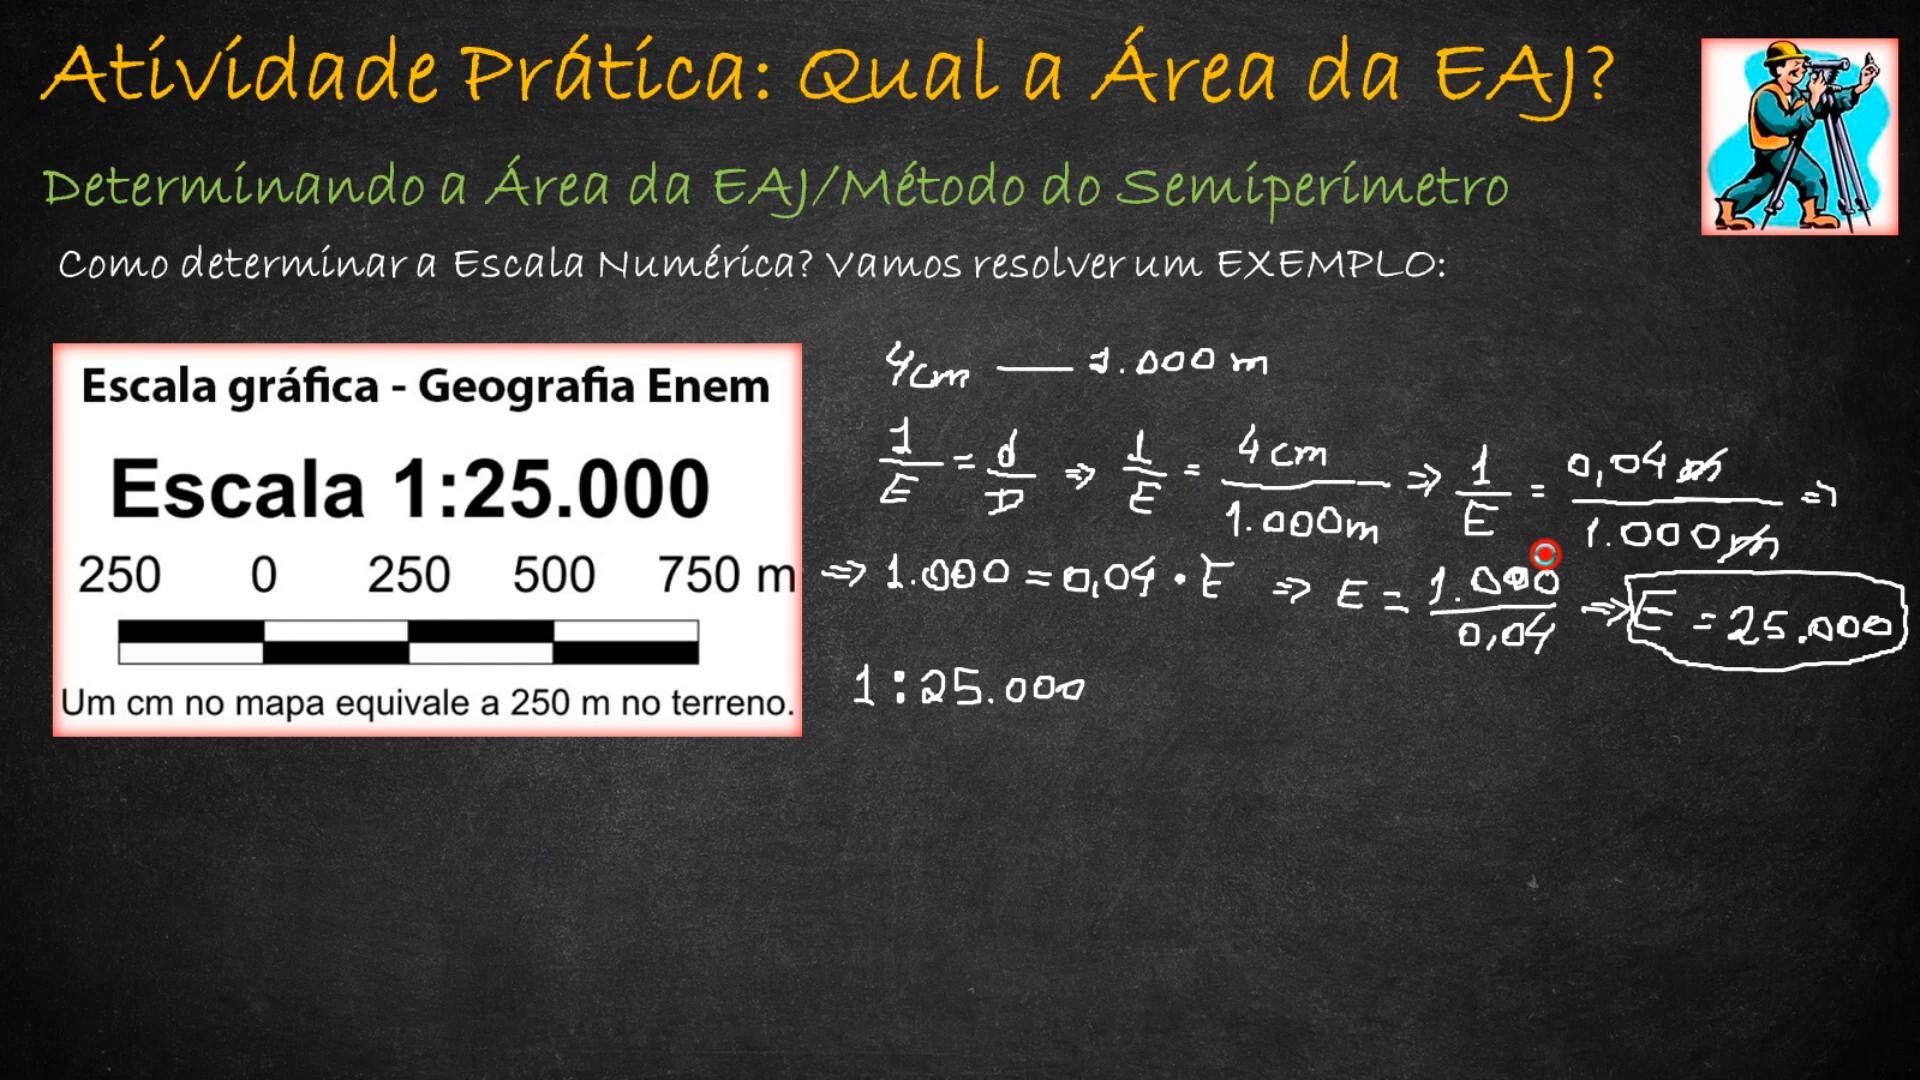 Atividade Prática: Qual a Área da EAJ?
Determinando a Área da EAJ/Método do Semiperímetro
Como determinar a Escala Numérica? Vamos resolver um EXEMPLO:
Escala gráfica - Geografia Enem
Escala 1:25.000
250 0 250 500 750 m
Um cm no mapa equivale a 250 m no terreno.
4cm — 1.000 m
1/E = d/D ⇒ 1/E = 4cm/1.000m ⇒ 1/E = 0,04 m/1.000 m ⇒
⇒ 1.000 = 0,04 · E ⇒ E = 1.000/0,04 ⇒ E = 25.000
1:25.000